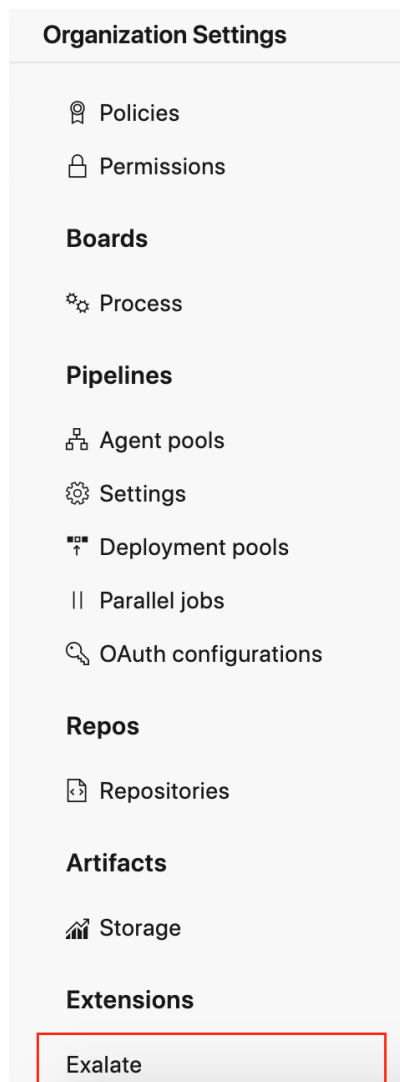 Organization Settings
Policies
Permissions
Boards
Process
Pipelines
Agent pools
Settings
Deployment pools
Parallel jobs
OAuth configurations
Repos
Repositories
Artifacts
Storage
Extensions
Exalate